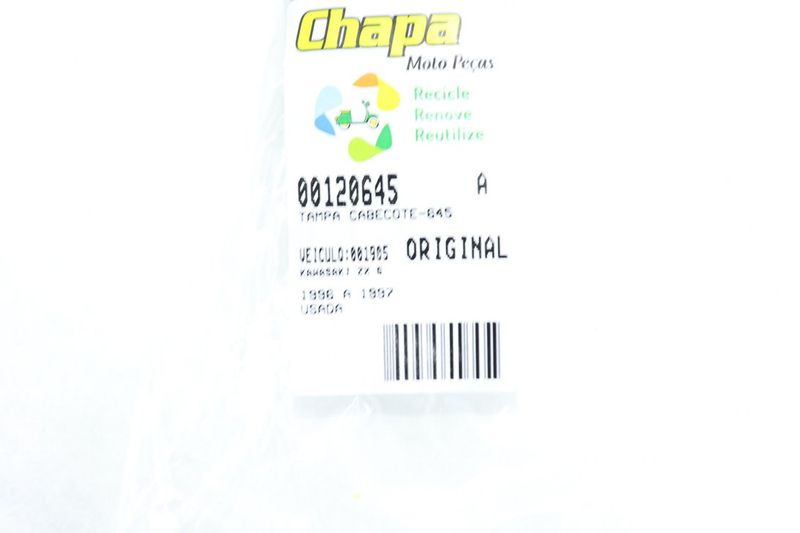 Chapa
Moto Peças
Recicle
Renove
Reutilize
00120645 A
TAMPA CABECOTE-645
VEICULO:001905 ORIGINAL
KAWASAKI ZX 6
1996 A 1997
USADA